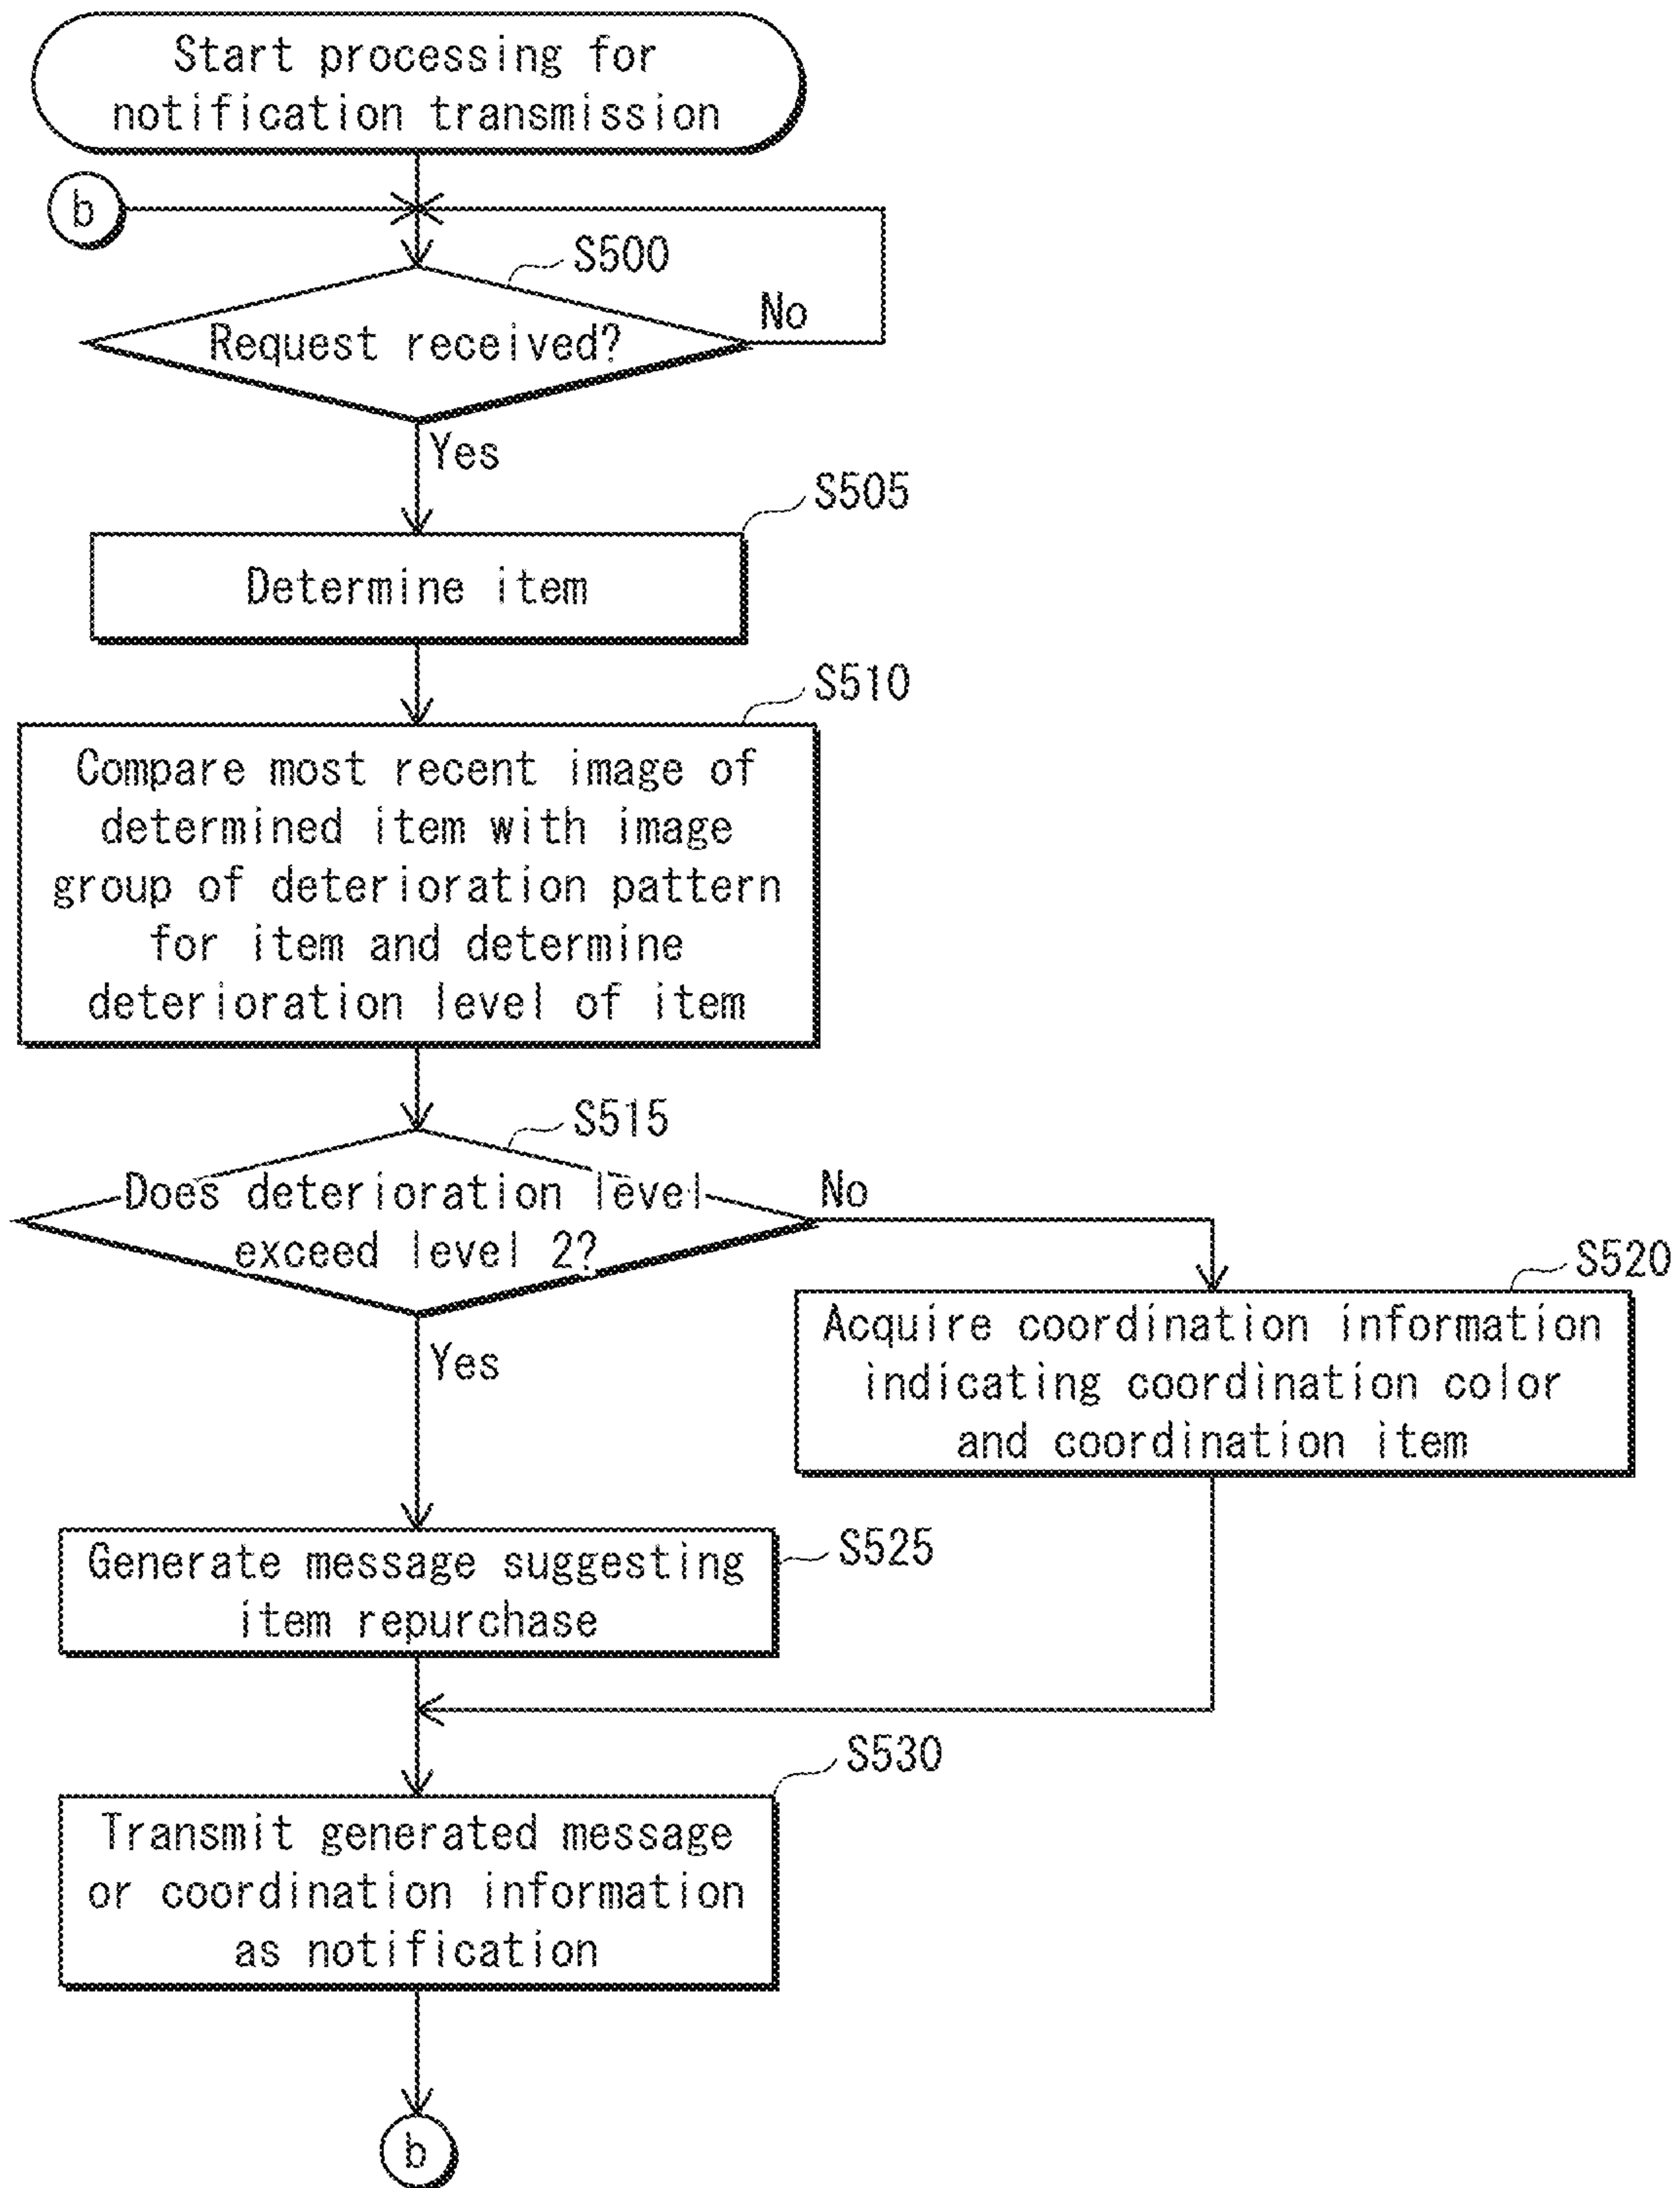 Start processing for
notification transmission
b
S500
Request received?
No
Yes
S505
Determine item
S510
Compare most recent image of
determined item with image
group of deterioration pattern
for item and determine
deterioration level of item
S515
Does deterioration level
exceed level 2?
No
Yes
S520
Acquire coordination information
indicating coordination color
and coordination item
S525
Generate message suggesting
item repurchase
S530
Transmit generated message
or coordination information
as notification
b